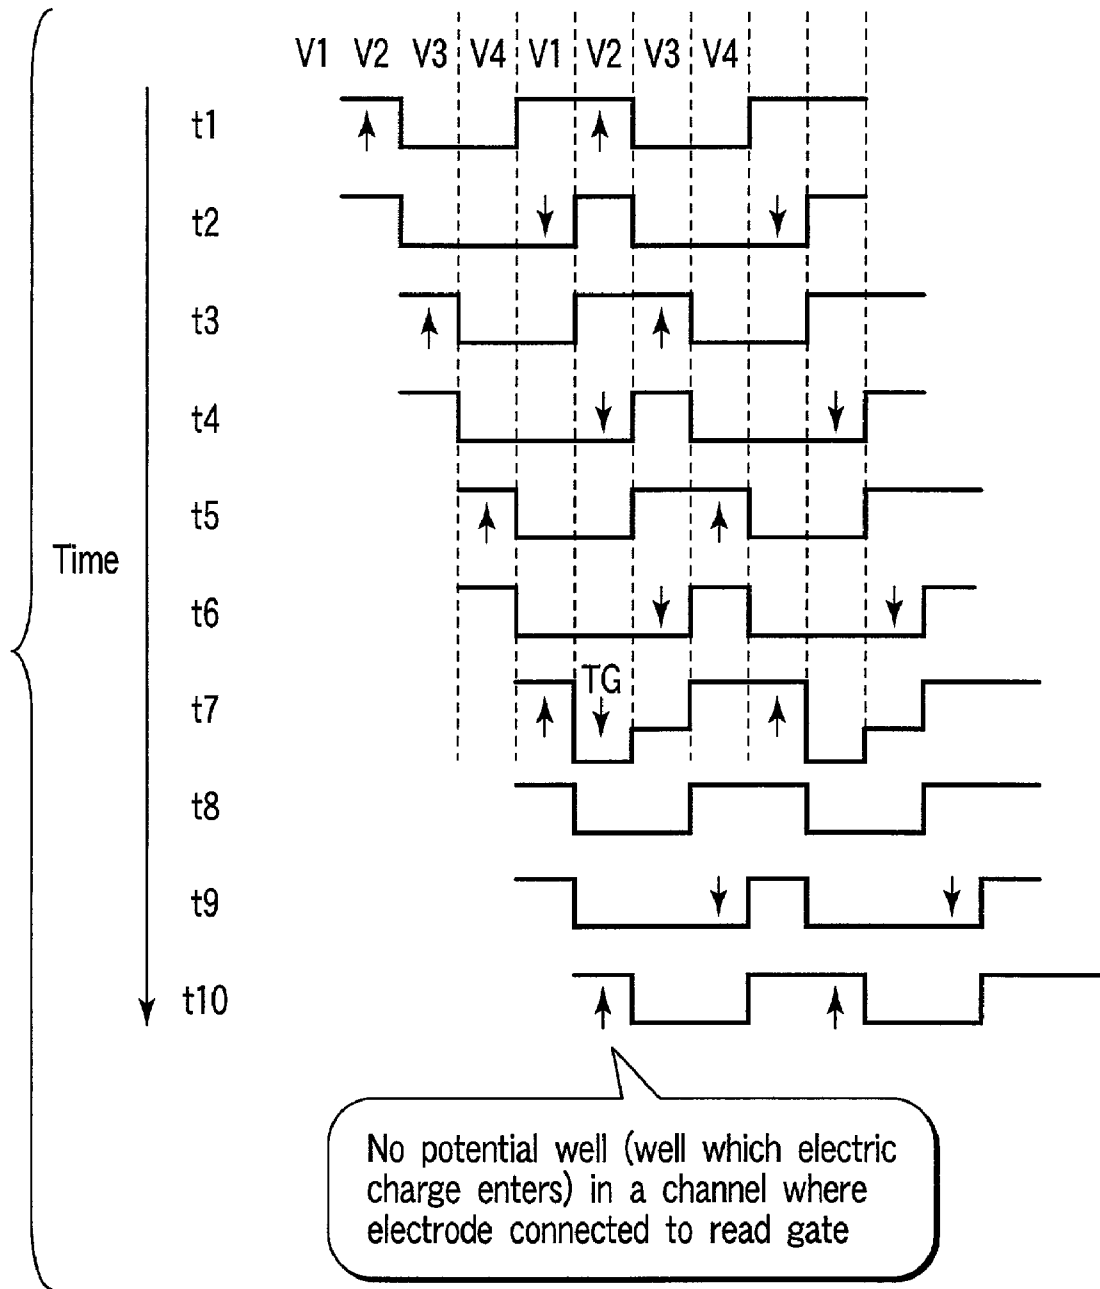 V1 V2 V3 V4 V1 V2 V3 V4
t1
t2
t3
t4
t5
Time
t6
TG
t7
t8
t9
t10
No potential well (well which electric
charge enters) in a channel where
electrode connected to read gate